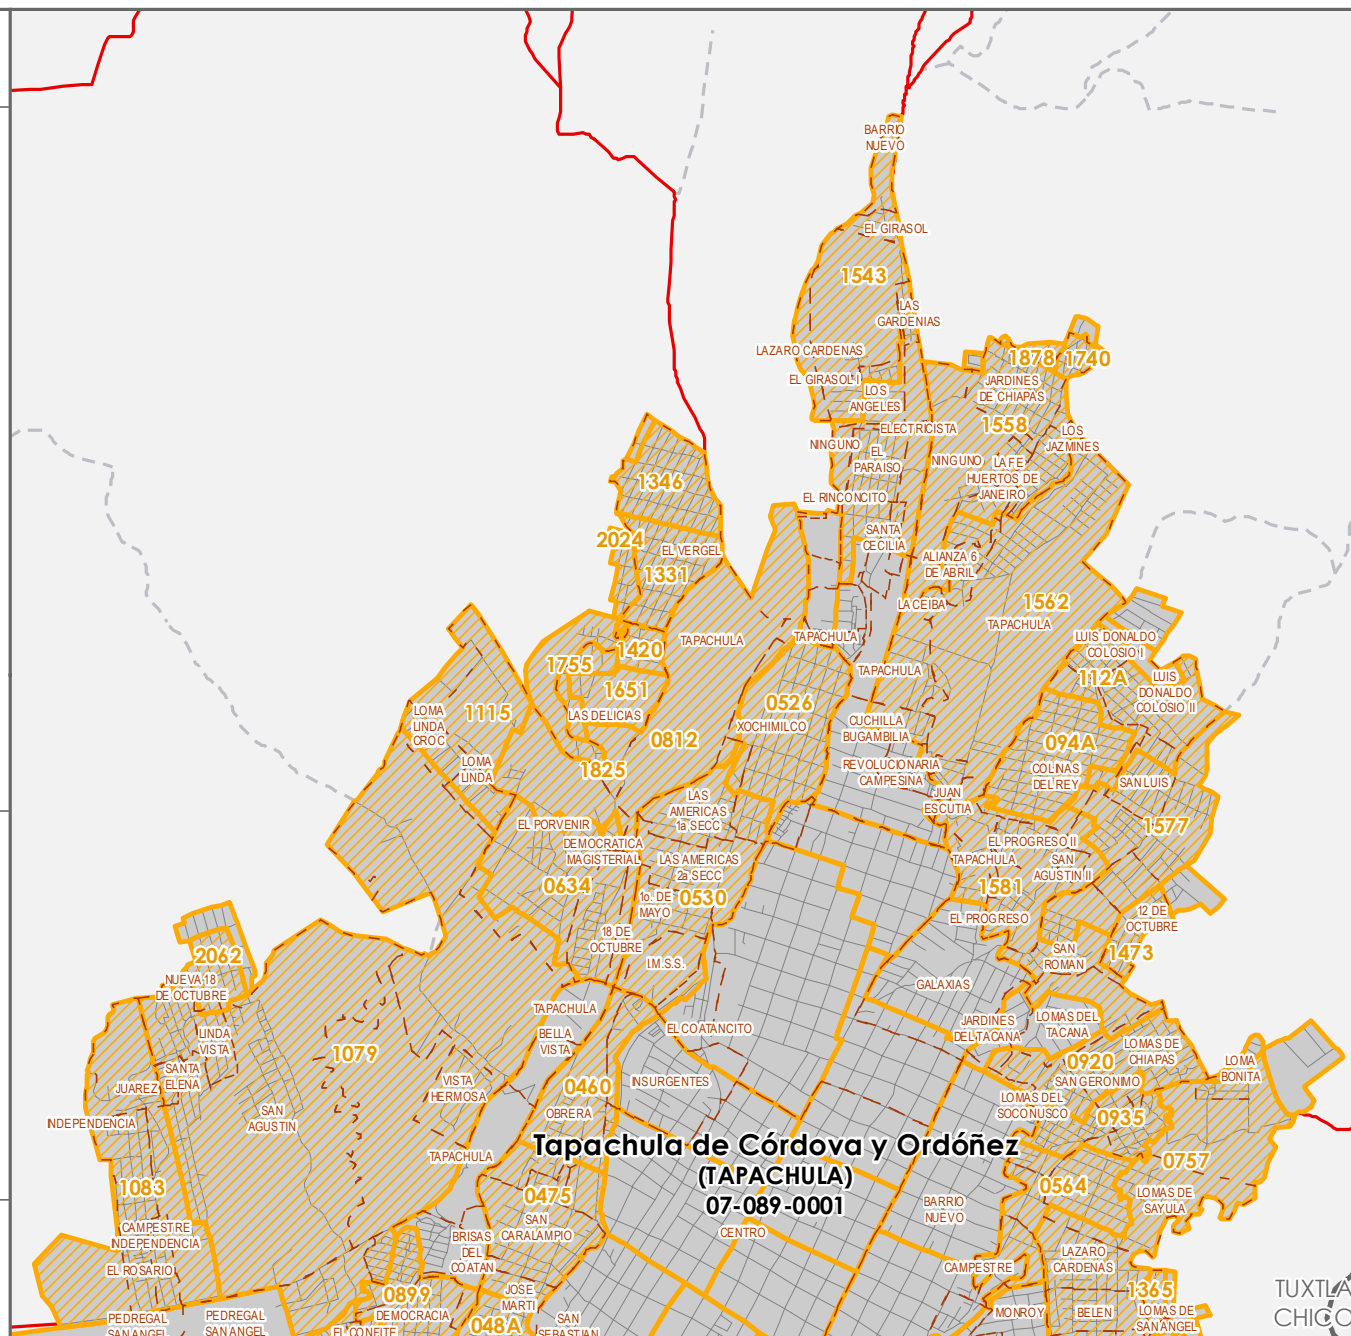 BARRIO
NUEVO
EL GIRASOL
1543
LAS
GARDENIAS
LAZARO CARDENAS
EL GIRASOL I
LOS
ANGELES
1878
1740
JARDINES
DE CHIAPAS
1558
LOS
JAZMINES
ELECTRICISTA
NINGUNO
EL
PARAISO
NINGUNO
LA FE
HUERTOS DE
JANEIRO
1346
EL RINCONCITO
2024
EL VERGEL
1331
SANTA
CECILIA
ALIANZA 6
DE ABRIL
LA CEIBA
1562
TAPACHULA
1420
TAPACHULA
TAPACHULA
TAPACHULA
LUIS DONALDO
COLOSIO I
112A
LUIS
DONALDO
COLOSIO II
1755
1651
LAS DELICIAS
1115
LOMA
LINDA
CROC
LOMA
LINDA
0526
XOCHIMILCO
0812
1825
CUCHILLA
BUGAMBILIA
REVOLUCIONARIA
CAMPESINA
094A
COLINAS
DEL REY
SAN LUIS
JUAN
ESCUTIA
1577
LAS
AMERICAS
1a SECC
EL PORVENIR
DEMOCRATICA
MAGISTERIAL
LAS AMERICAS
2a SECC
0634
1o. DE
MAYO
0530
EL PROGRESO II
TAPACHULA
SAN
AGUSTIN II
1581
EL PROGRESO
12 DE
OCTUBRE
18 DE
OCTUBRE
I.M.S.S.
SAN
ROMAN
1473
2062
NUEVA 18
DE OCTUBRE
GALAXIAS
TAPACHULA
BELLA
VISTA
EL COATANCITO
JARDINES
DEL TACANA
LOMAS DEL
TACANA
LINDA
VISTA
1079
SANTA
ELENA
JUAREZ
VISTA
HERMOSA
0460
INSURGENTES
OBRERA
0920
LOMAS DE
CHIAPAS
SAN GERONIMO
LOMA
BONITA
LOMAS DEL
SOCONUSCO
0935
INDEPENDENCIA
SAN
AGUSTIN
TAPACHULA
Tapachula de Córdova y Ordóñez
(TAPACHULA)
07-089-0001
CENTRO
1083
0475
SAN
CARALAMPIO
BARRIO
NUEVO
0564
0757
LOMAS DE
SAYULA
CAMPESTRE
INDEPENDENCIA
EL ROSARIO
BRISAS
DEL
COATAN
CAMPESTRE
LAZARO
CARDENAS
1365
0899
DEMOCRACIA
JOSE
MARTI
048A
SAN
SEBASTIAN
MONROY
BELEN
LOMAS DE
SAN ANGEL
PEDREGAL
SAN ANGEL
PEDREGAL
SAN ANGEL
EL CONFITE
TUXTLA
CHICO